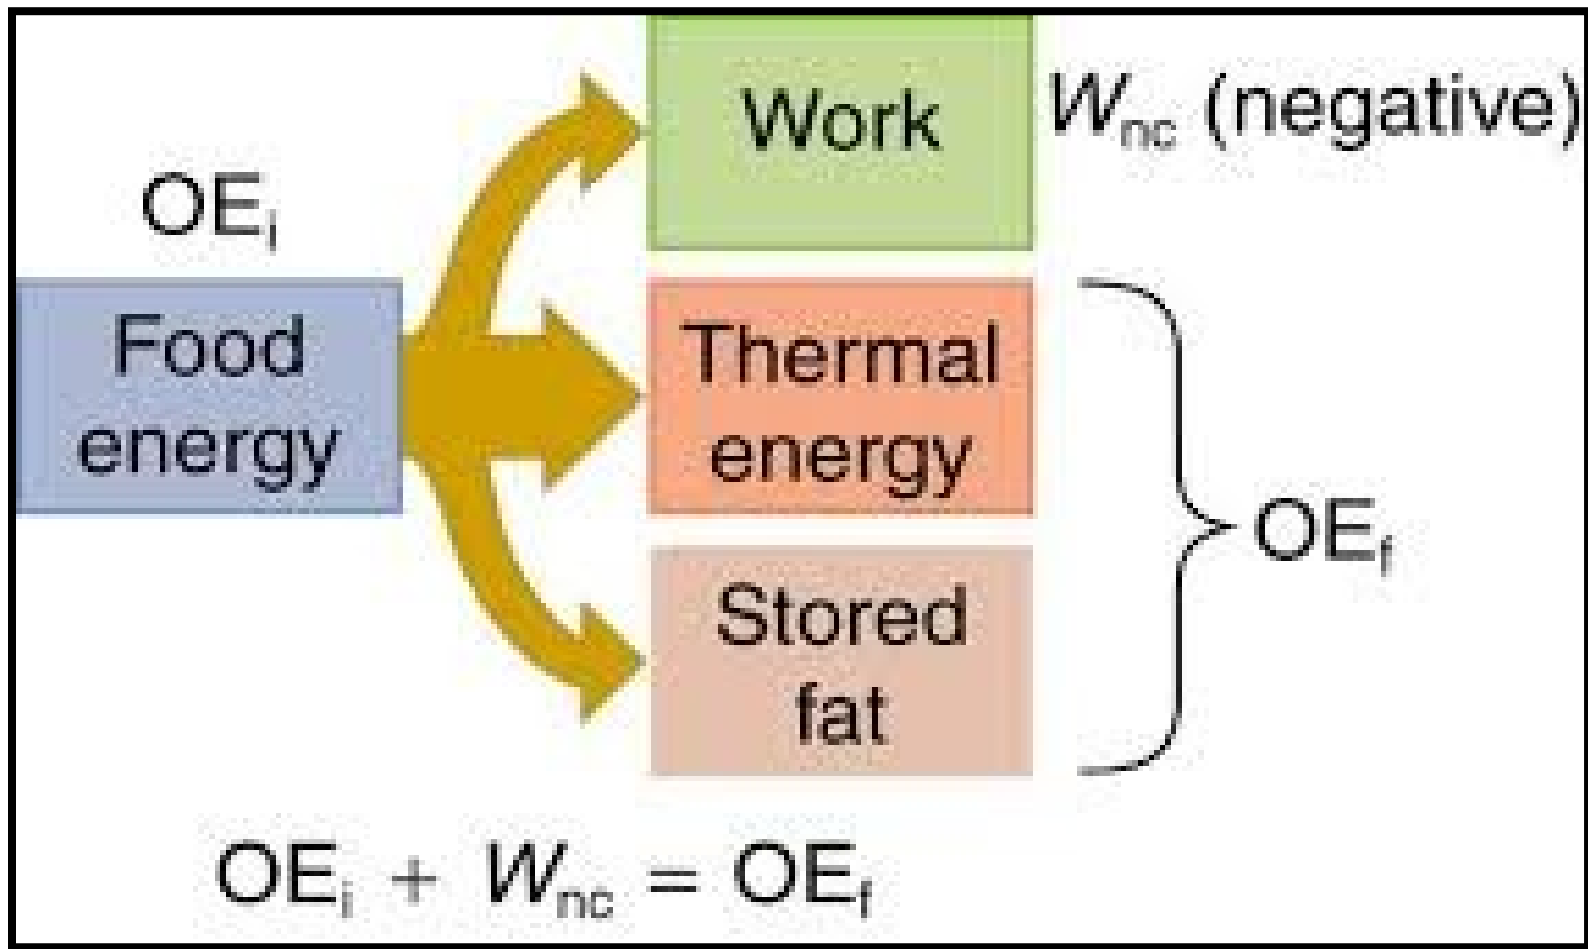 Work
W_nc (negative)
OE_i
Food
energy
Thermal
energy
OE_f
Stored
fat
OE_i + W_nc = OE_f